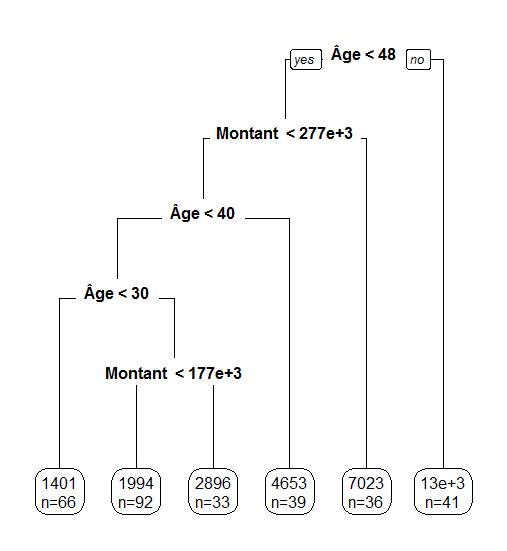 yes Âge < 48 no
Montant < 277e+3
Âge < 40
Âge < 30
Montant < 177e+3
1401 1994 2896 4653 7023 13e+3
n=66 n=92 n=33 n=39 n=36 n=41